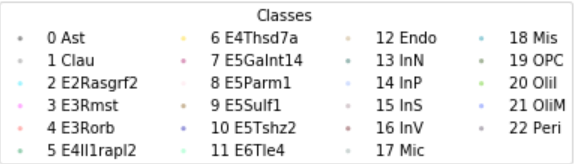 Classes
0 Ast 6 E4Thsd7a 12 Endo 18 Mis
1 Clau 7 E5Galnt14 13 InN 19 OPC
2 E2Rasgrf2 8 E5Parm1 14 InP 20 OliI
3 E3Rmst 9 E5Sulf1 15 InS 21 OliM
4 E3Rorb 10 E5Tshz2 16 InV 22 Peri
5 E4Il1rapl2 11 E6Tle4 17 Mic